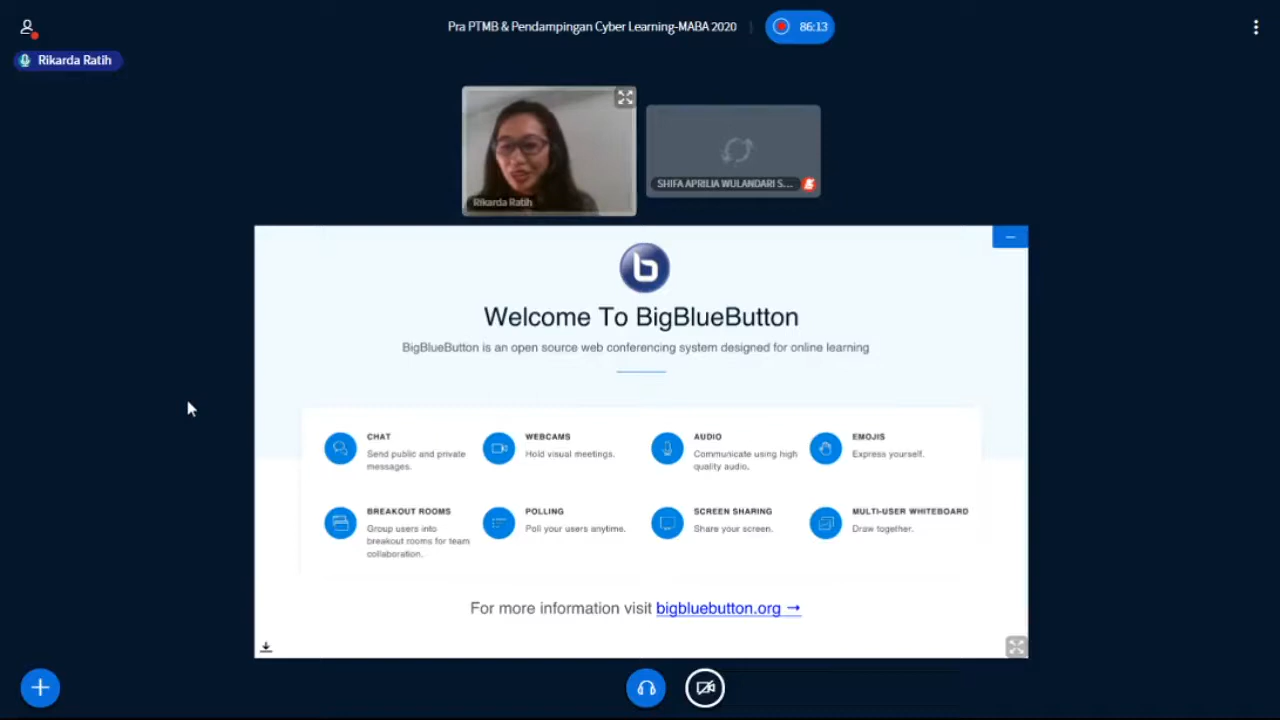 Pra PTMB & Pendampingan Cyber Learning-MABA 2020
86:13
Rikarda Ratih
Rikarda Ratih
SHIFA APRILIA WULANDARI S...
Welcome To BigBlueButton
BigBlueButton is an open source web conferencing system designed for online learning
CHAT
Send public and private
messages.
WEBCAMS
Hold visual meetings.
AUDIO
Communicate using high
quality audio.
EMOJIS
Express yourself.
BREAKOUT ROOMS
Group users into
breakout rooms for team
collaboration.
POLLING
Poll your users anytime.
SCREEN SHARING
Share your screen.
MULTI-USER WHITEBOARD
Draw together.
For more information visit bigbluebutton.org →